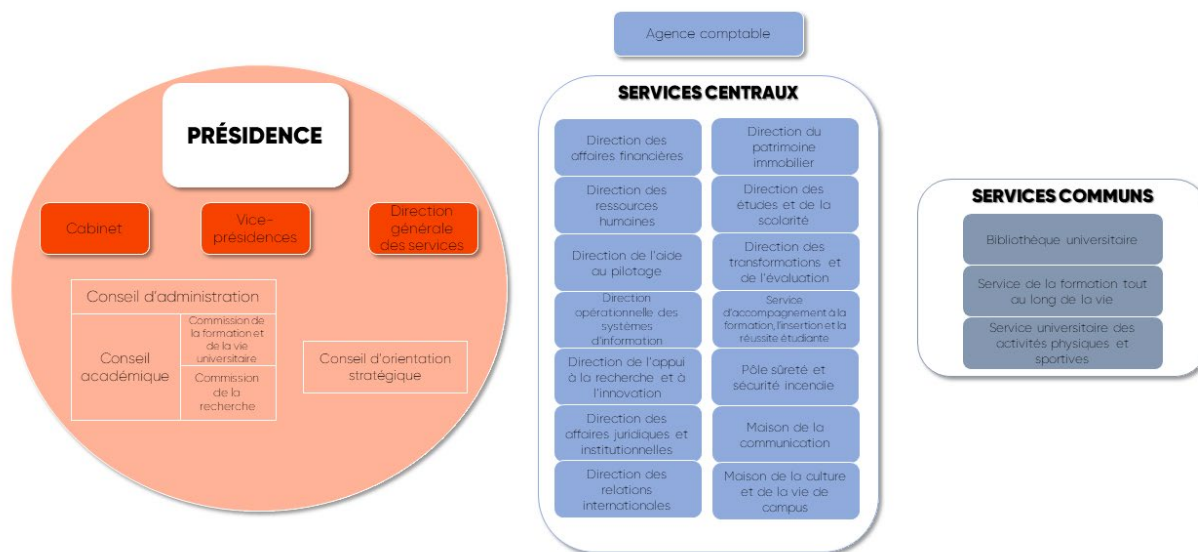 PRÉSIDENCE
Cabinet
Vice-
présidences
Direction
générale
des services
Conseil d'administration
Conseil
académique
Commission de
la formation et
de la vie
universitaire
Commission
de la
recherche
Conseil d'orientation
stratégique
Agence comptable
SERVICES CENTRAUX
Direction des
affaires financières
Direction du
patrimoine
immobilier
Direction des
ressources
humaines
Direction des
études et de la
scolarité
Direction de l'aide
au pilotage
Direction des
transformations et
de l'évaluation
Direction
opérationnelle des
systèmes
d'information
Service
d'accompagnement à la
formation, l'insertion et la
réussite étudiante
Direction de l'appui
à la recherche et à
l'innovation
Pôle sûreté et
sécurité incendie
Direction des
affaires juridiques et
institutionnelles
Maison de la
communication
Direction des
relations
internationales
Maison de la culture
et de la vie de
campus
SERVICES COMMUNS
Bibliothèque universitaire
Service de la formation tout
au long de la vie
Service universitaire des
activités physiques et
sportives